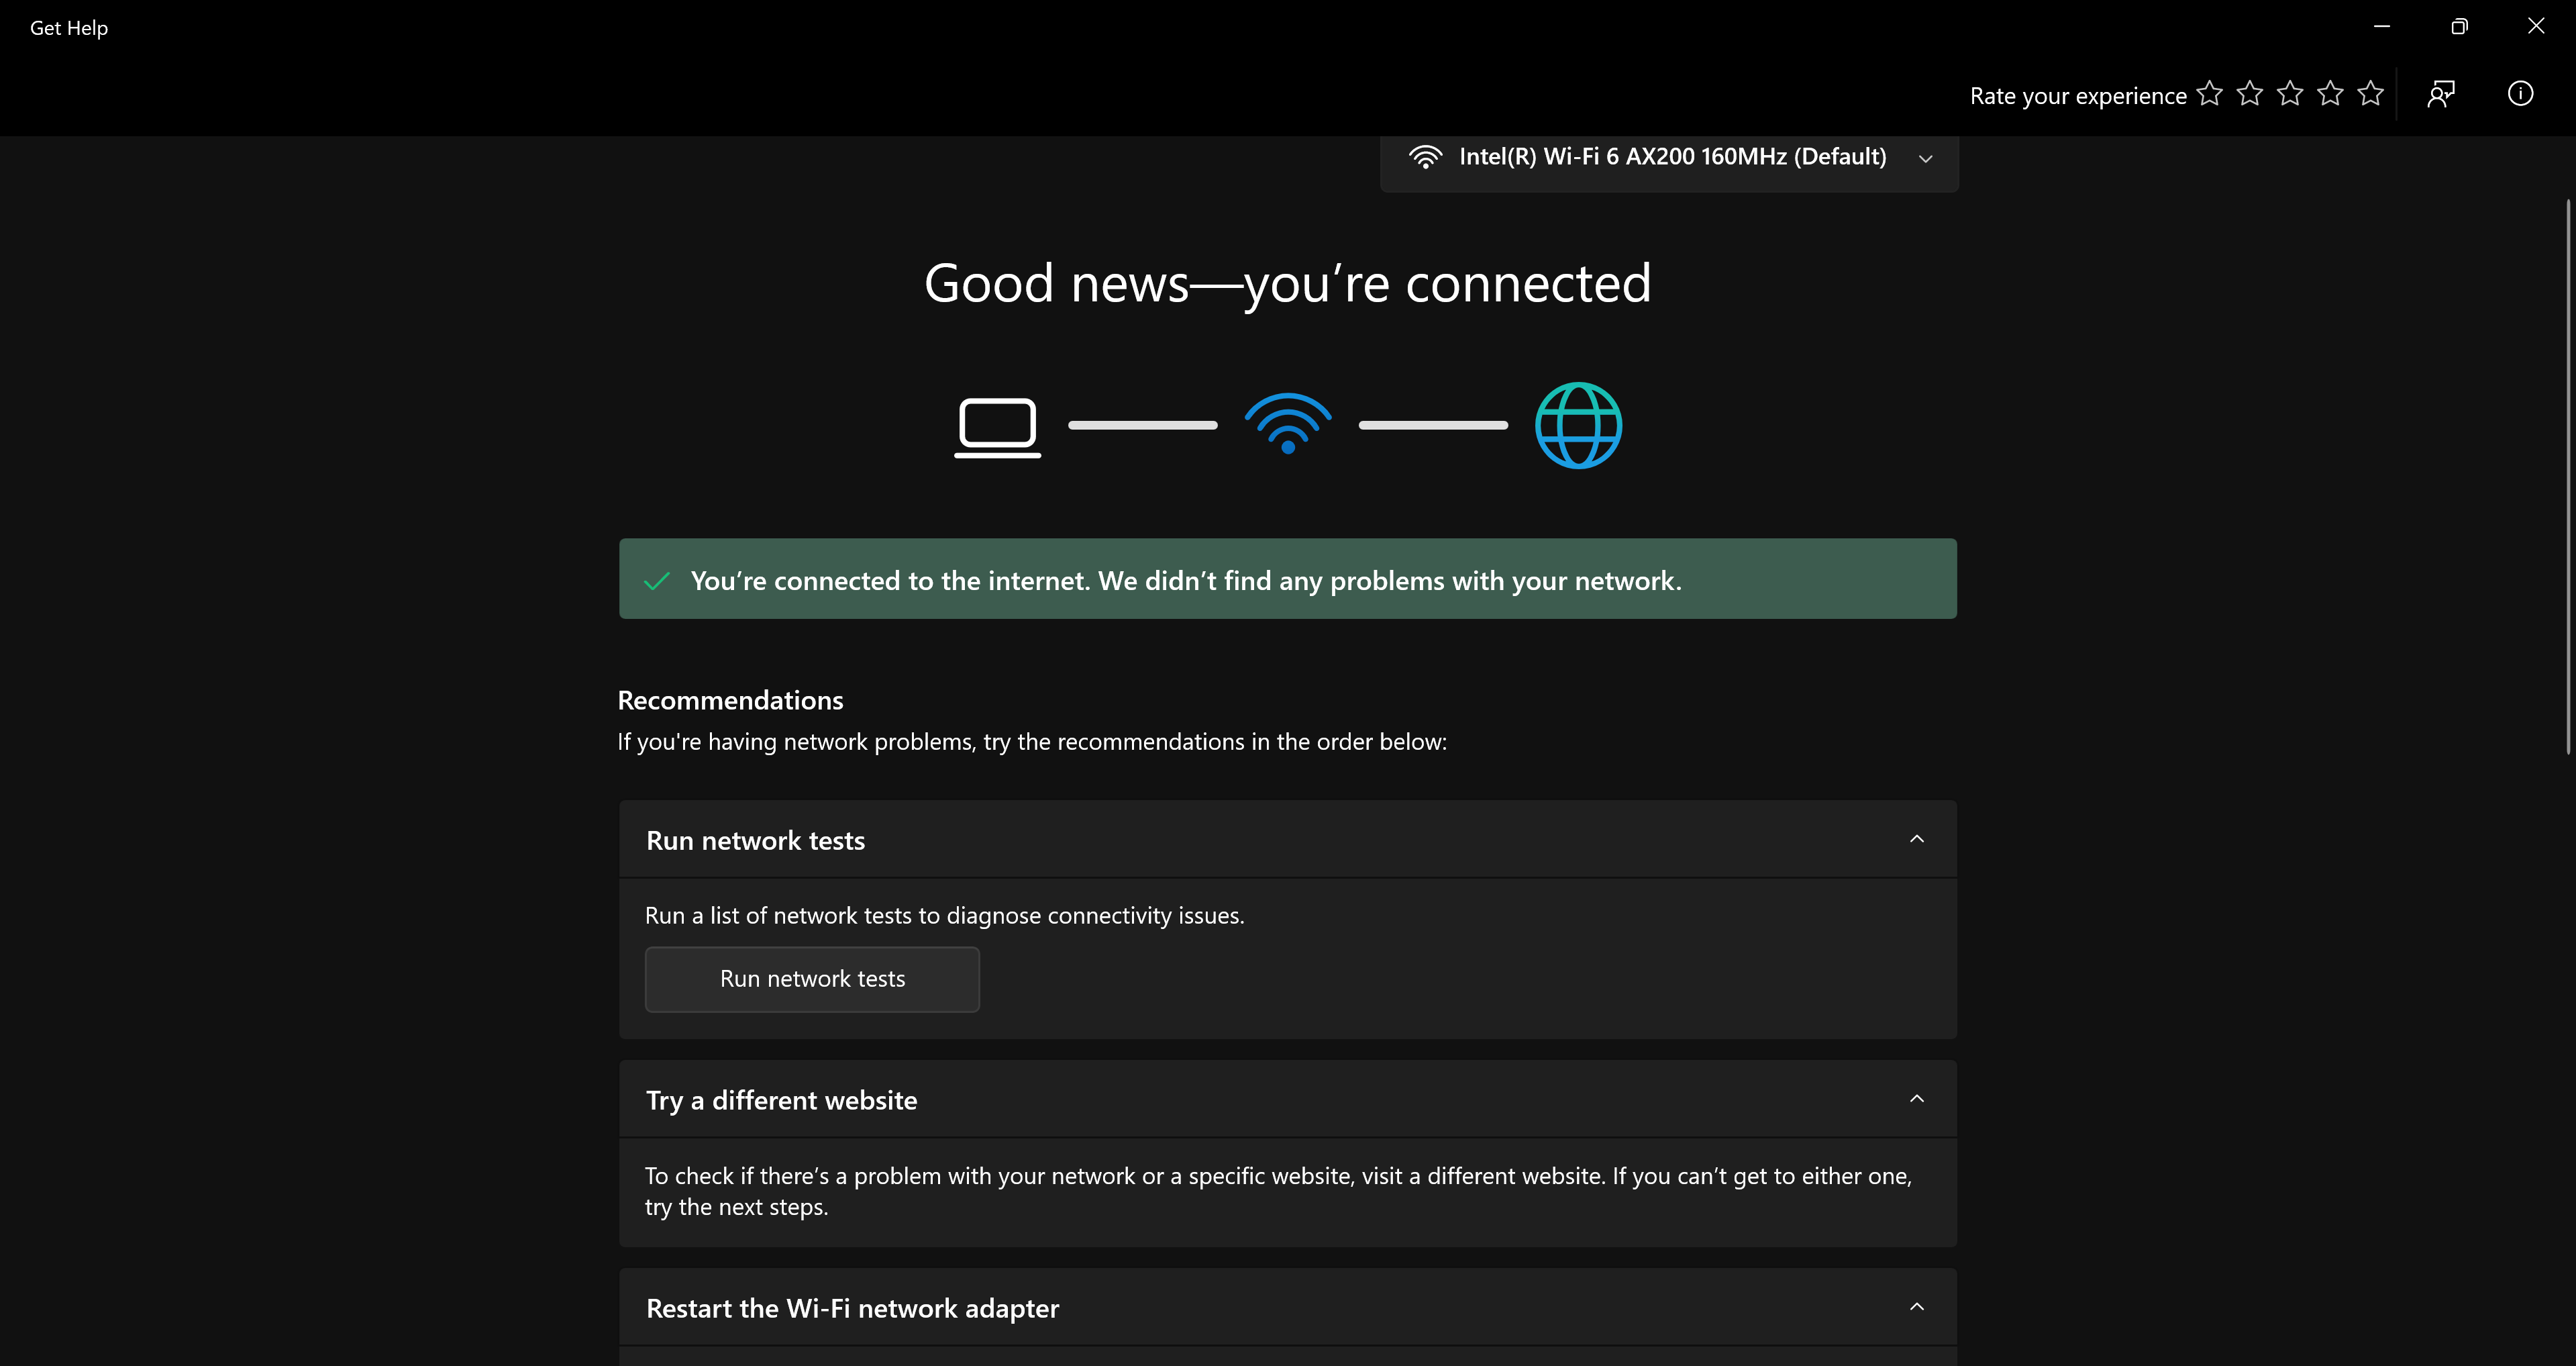 Get Help
Rate your experience
Intel(R) Wi-Fi 6 AX200 160MHz (Default)
Good news—you’re connected
You’re connected to the internet. We didn’t find any problems with your network.
Recommendations
If you're having network problems, try the recommendations in the order below:
Run network tests
Run a list of network tests to diagnose connectivity issues.
Run network tests
Try a different website
To check if there’s a problem with your network or a specific website, visit a different website. If you can’t get to either one,
try the next steps.
Restart the Wi-Fi network adapter